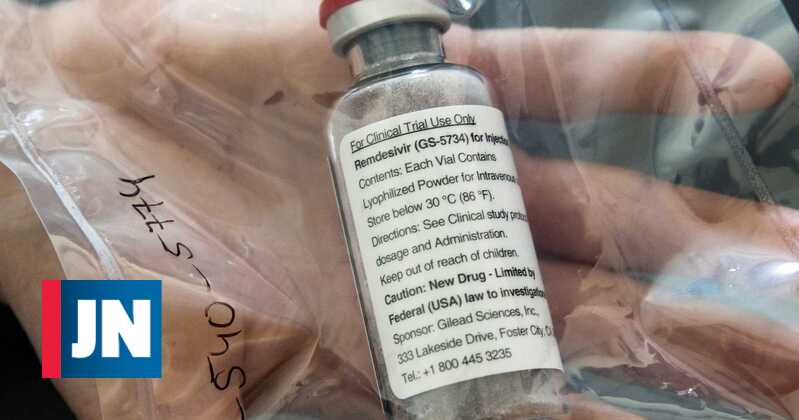 For Clinical Trial Use Only
Remdesivir (GS-5734) for Injection
Contents: Each Vial Contains
Lyophilized Powder for Intravenous
Store below 30 °C (86 °F).
Directions: See Clinical study
dosage and Administration.
Keep out of reach of children.
Caution: New Drug - Limited by
Federal (USA) law to
Sponsor: Gilead Sciences, Inc.,
333 Lakeside Drive, Foster City,
Tel.: +1 800 445 3235
JN